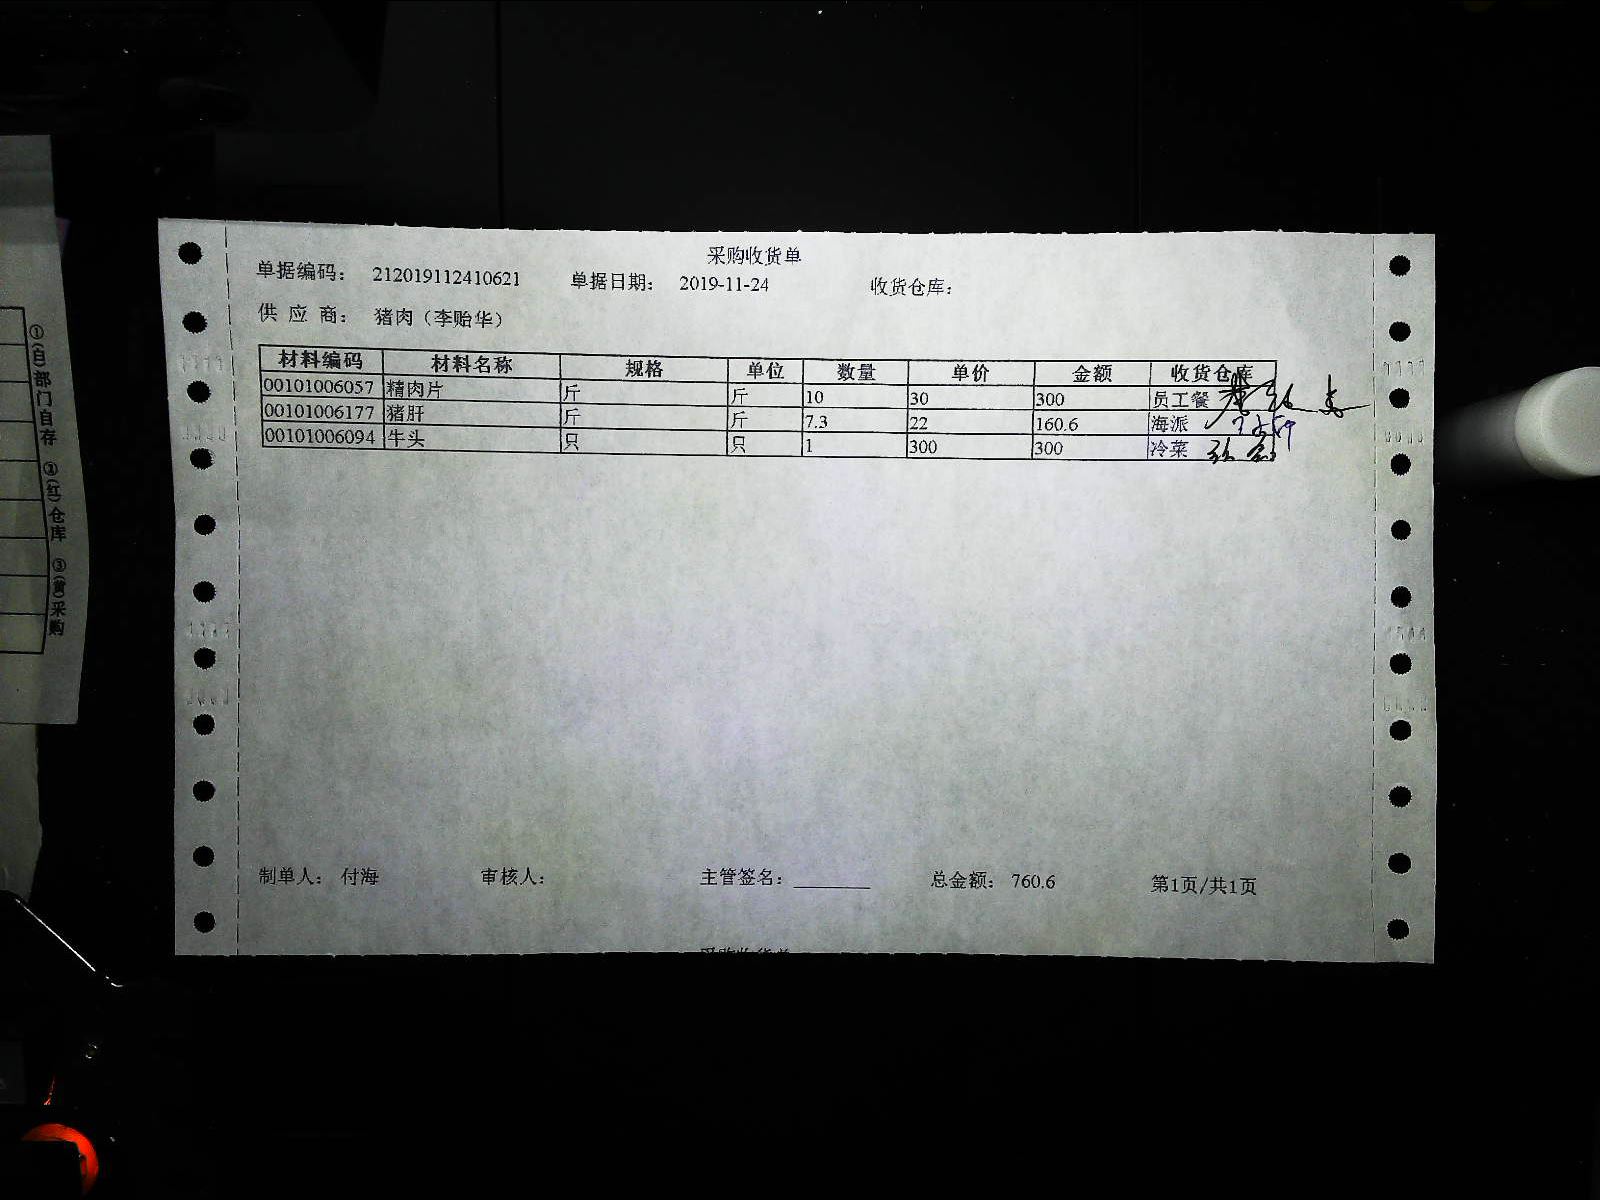 采购收货单
单据编码： 212019112410621 单据日期： 2019-11-24 收货仓库：
供应商： 猪肉（李贻华）
材料编码 材料名称 规格 单位 数量 单价 金额 收货仓库
00101006057 精肉片 斤 斤 10 30 300 员工餐
00101006177 猪肝 斤 斤 7.3 22 160.6 海派
00101006094 牛头 只 只 1 300 300 冷菜
制单人： 付海 审核人： 主管签名： 总金额： 760.6 第1页/共1页
采购收货单
①(白)部门自存 ②(红)仓库 ③(黄)采购